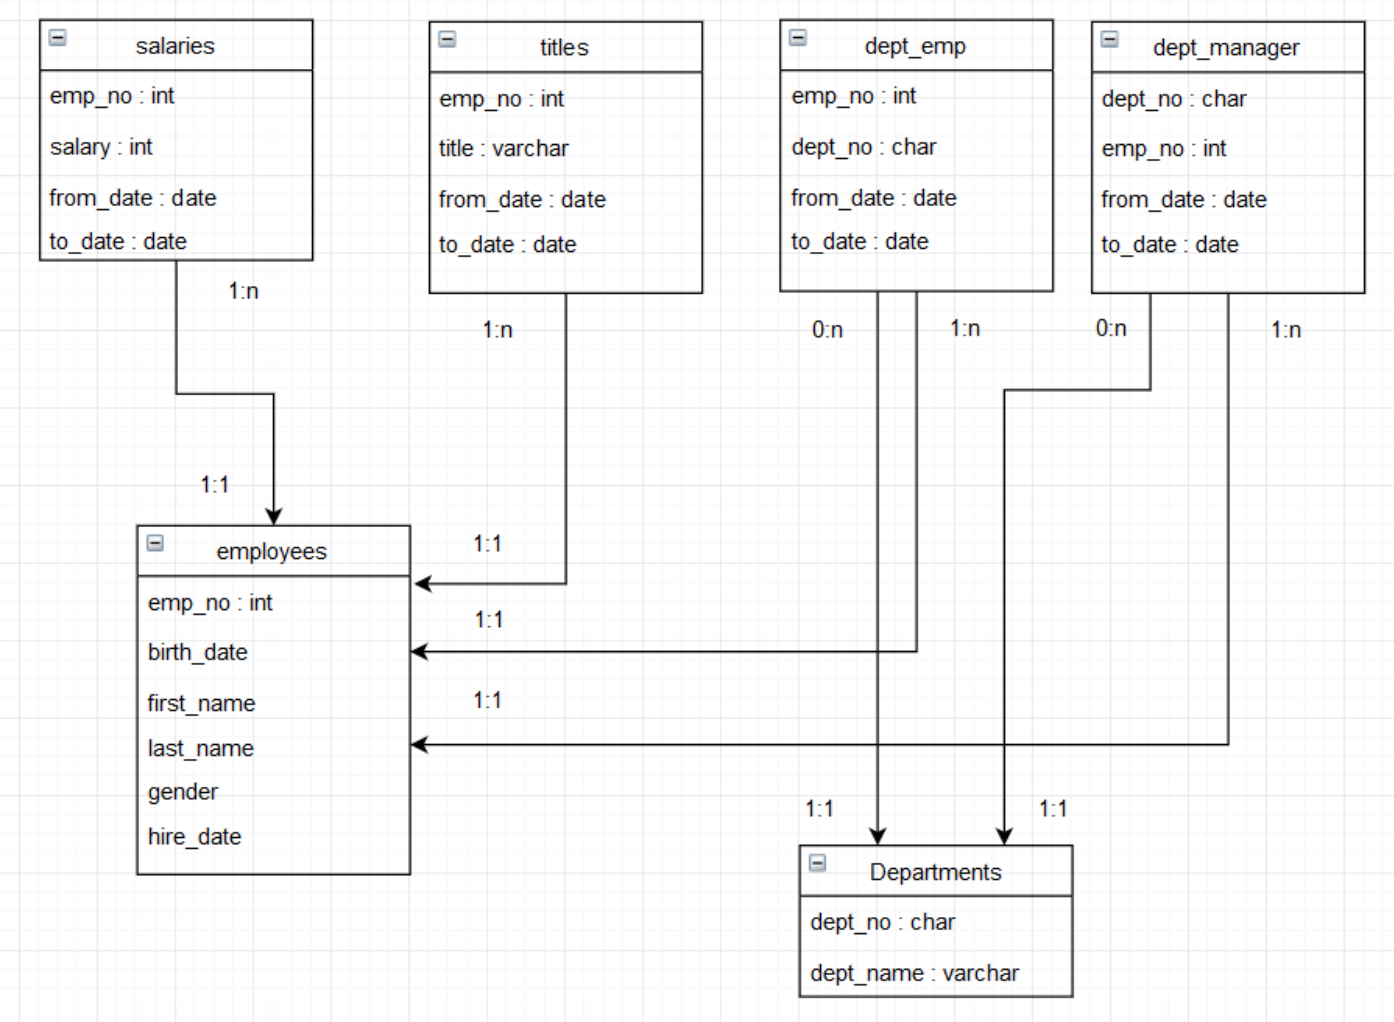 salaries
emp_no : int
salary : int
from_date : date
to_date : date
titles
emp_no : int
title : varchar
from_date : date
to_date : date
dept_emp
emp_no : int
dept_no : char
from_date : date
to_date : date
dept_manager
dept_no : char
emp_no : int
from_date : date
to_date : date
1:n
1:n
0:n
1:n
0:n
1:n
1:1
1:1
1:1
1:1
employees
emp_no : int
birth_date
first_name
last_name
gender
hire_date
1:1
1:1
Departments
dept_no : char
dept_name : varchar